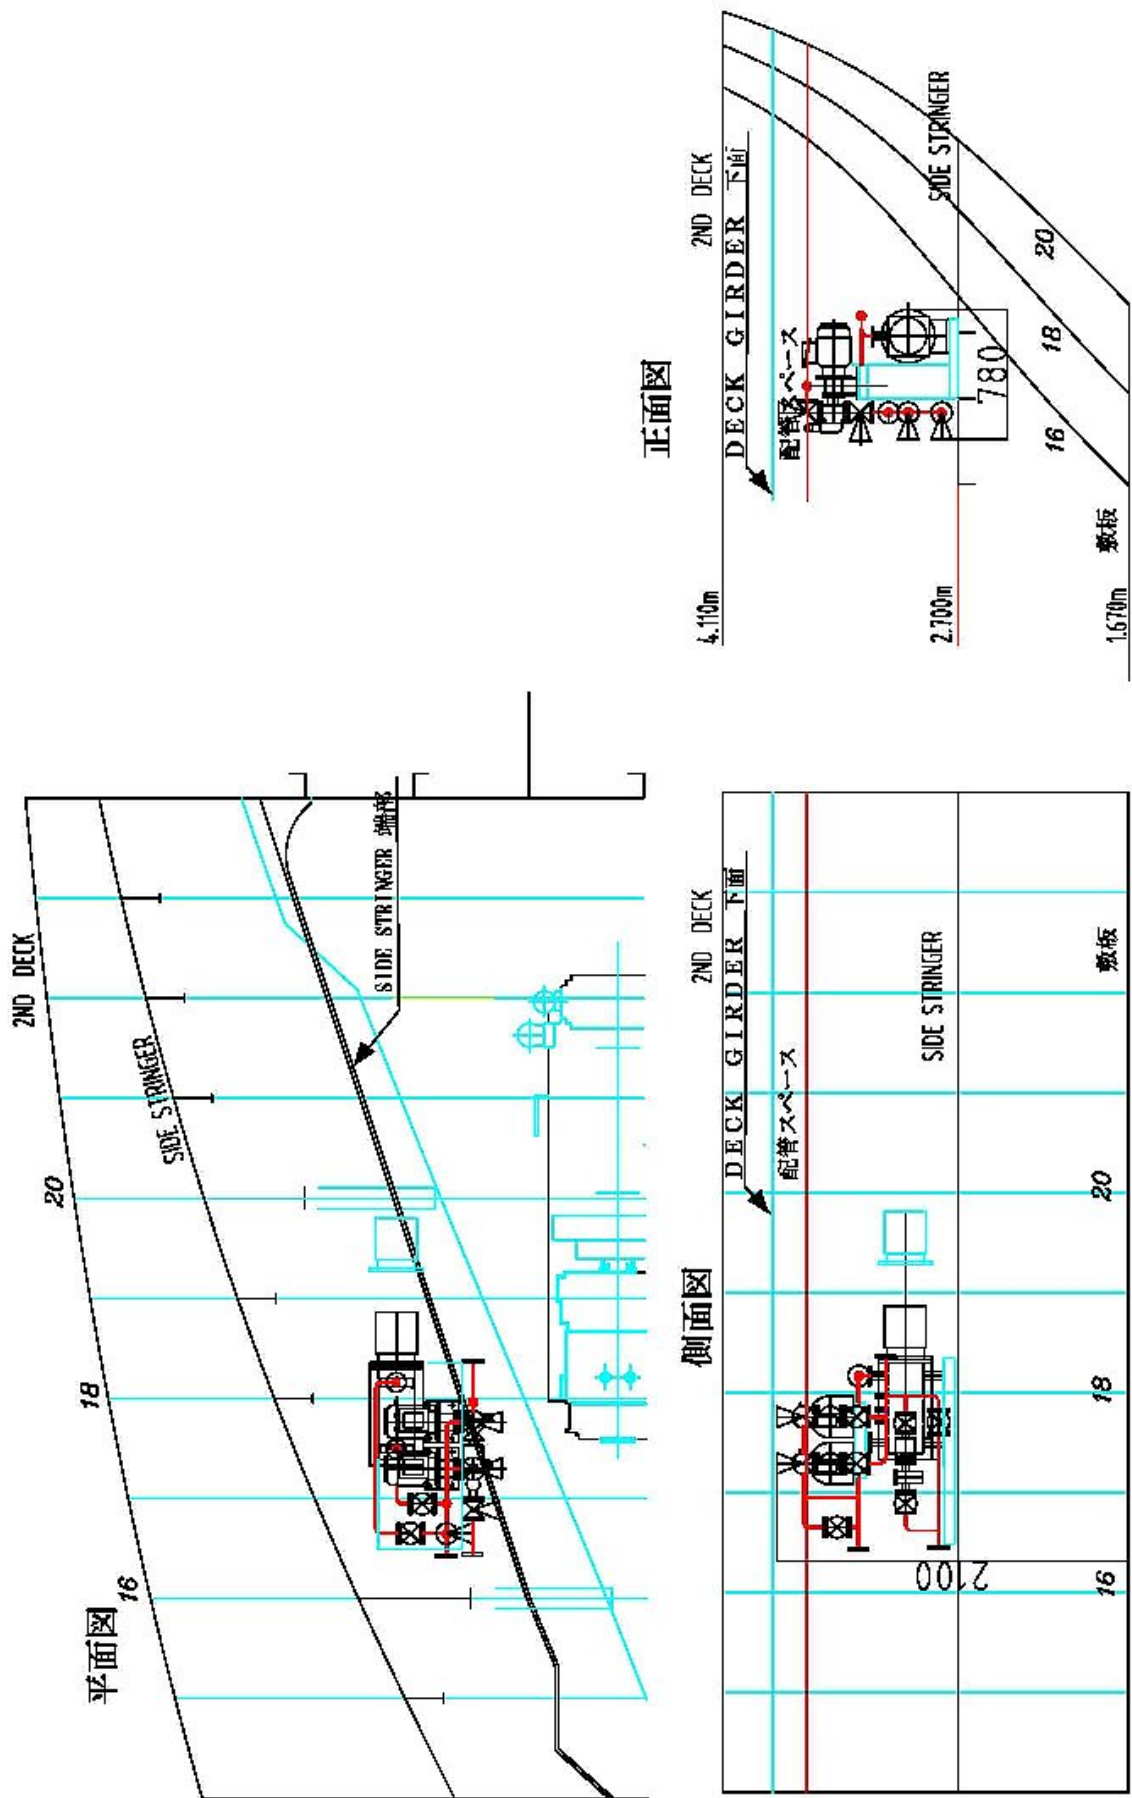 平面図
2ND DECK
SIDE STRINGER
SIDE STRINGER 端部
16
18
20
側面図
2ND DECK
DECK GIRDER 下面
配管スペース
SIDE STRINGER
敷板
2100
16
18
20
正面図
2ND DECK
DECK GIRDER 下面
配管スペース
SIDE STRINGER
4.110m
2.700m
1.670m
敷板
780
16
18
20